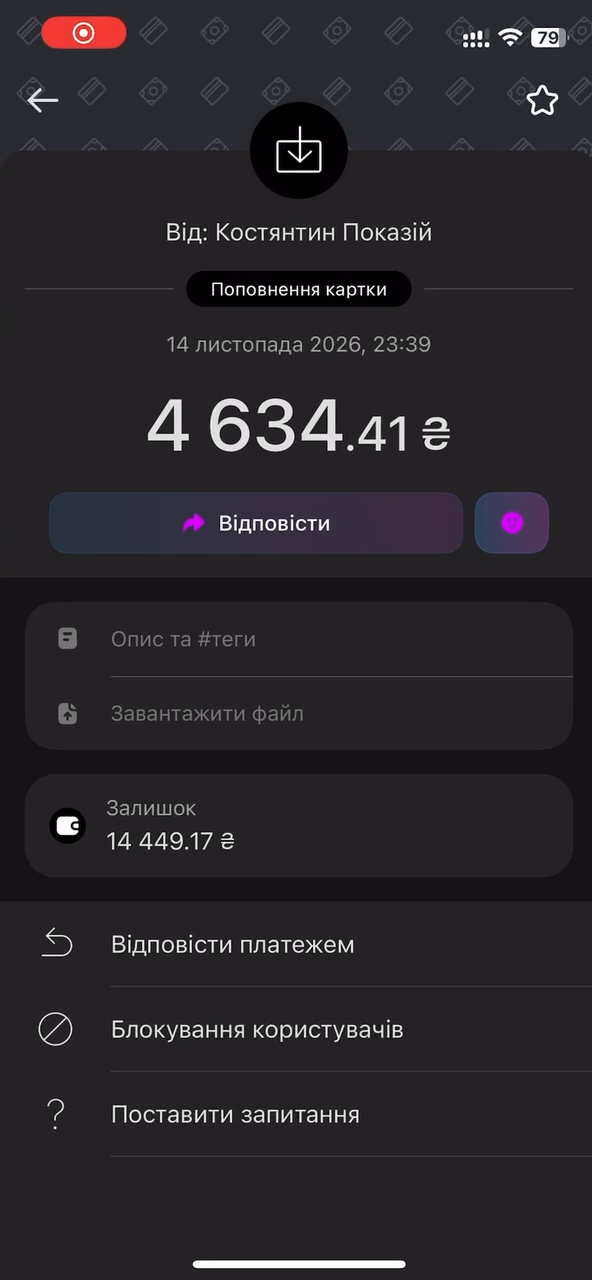 79
Від: Костянтин Показій
Поповнення картки
14 листопада 2026, 23:39
4 634.41 ₴
Відповісти
Опис та #теги
Завантажити файл
Залишок
14 449.17 ₴
Відповісти платежем
Блокування користувачів
Поставити запитання